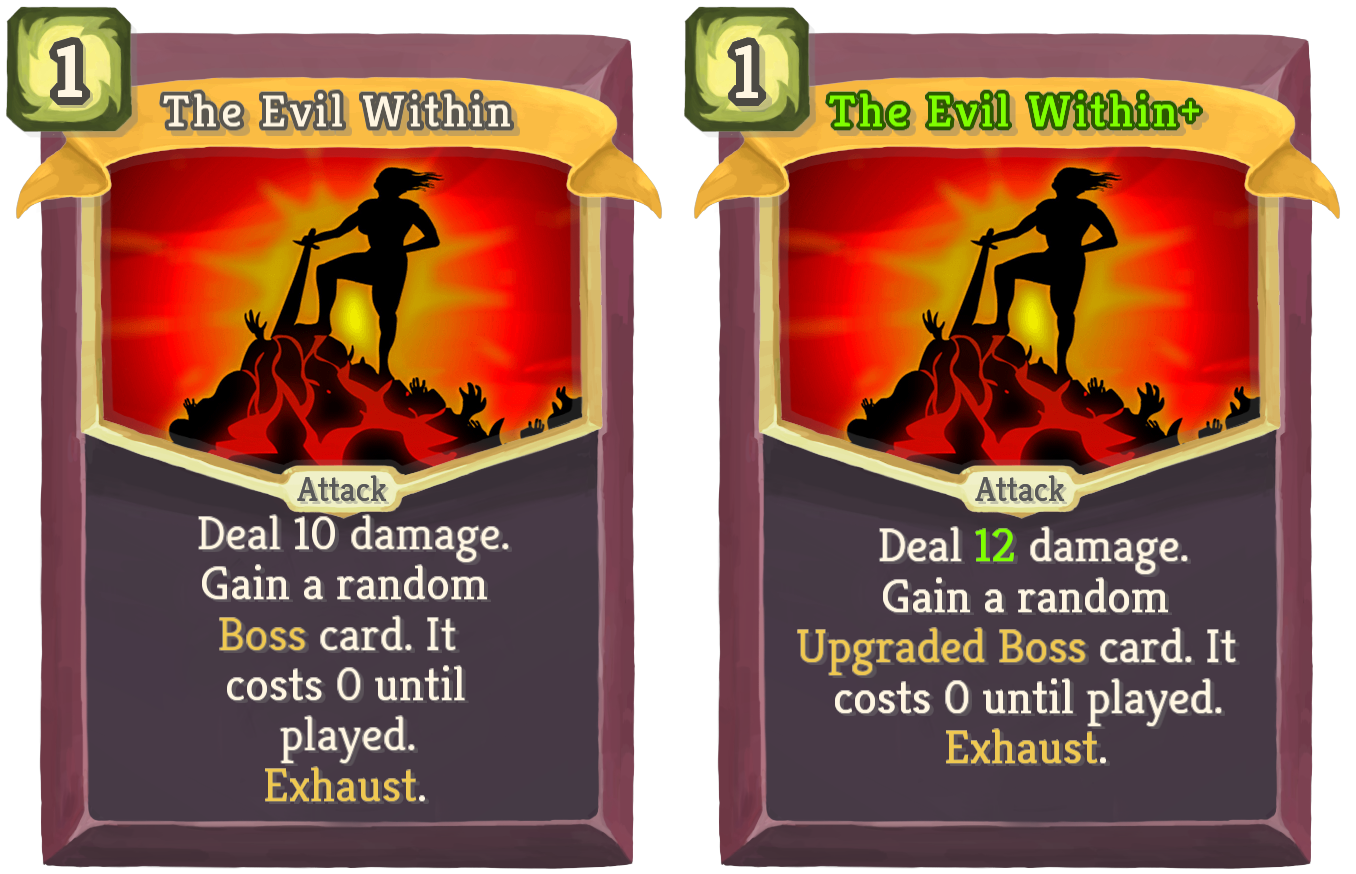 1
The Evil Within
Attack
Deal 10 damage.
Gain a random
Boss card. It
costs 0 until
played.
Exhaust.
1
The Evil Within+
Attack
Deal 12 damage.
Gain a random
Upgraded Boss card. It
costs 0 until played.
Exhaust.